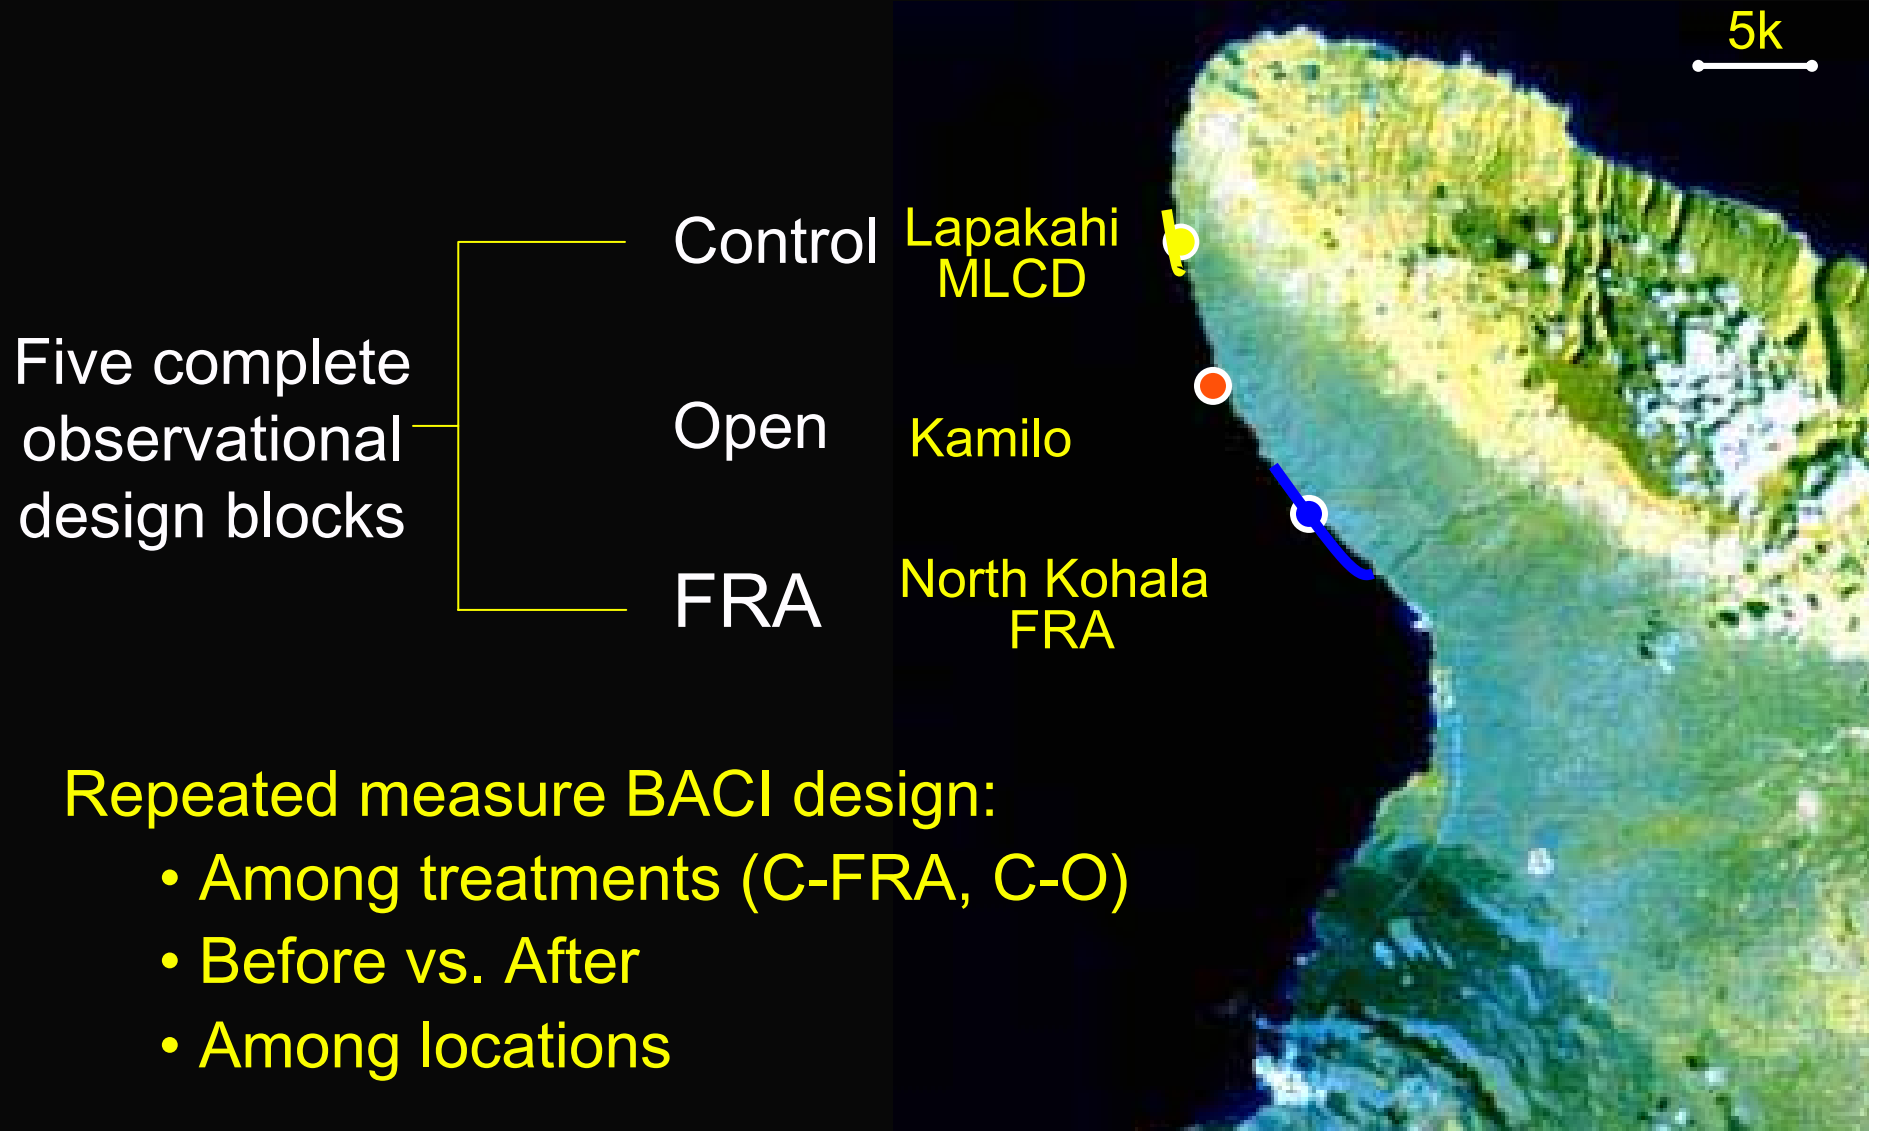 5k
Control
Lapakahi
MLCD
Five complete
observational
design blocks
Open
Kamilo
FRA
North Kohala
FRA
Repeated measure BACI design:
• Among treatments (C-FRA, C-O)
• Before vs. After
• Among locations